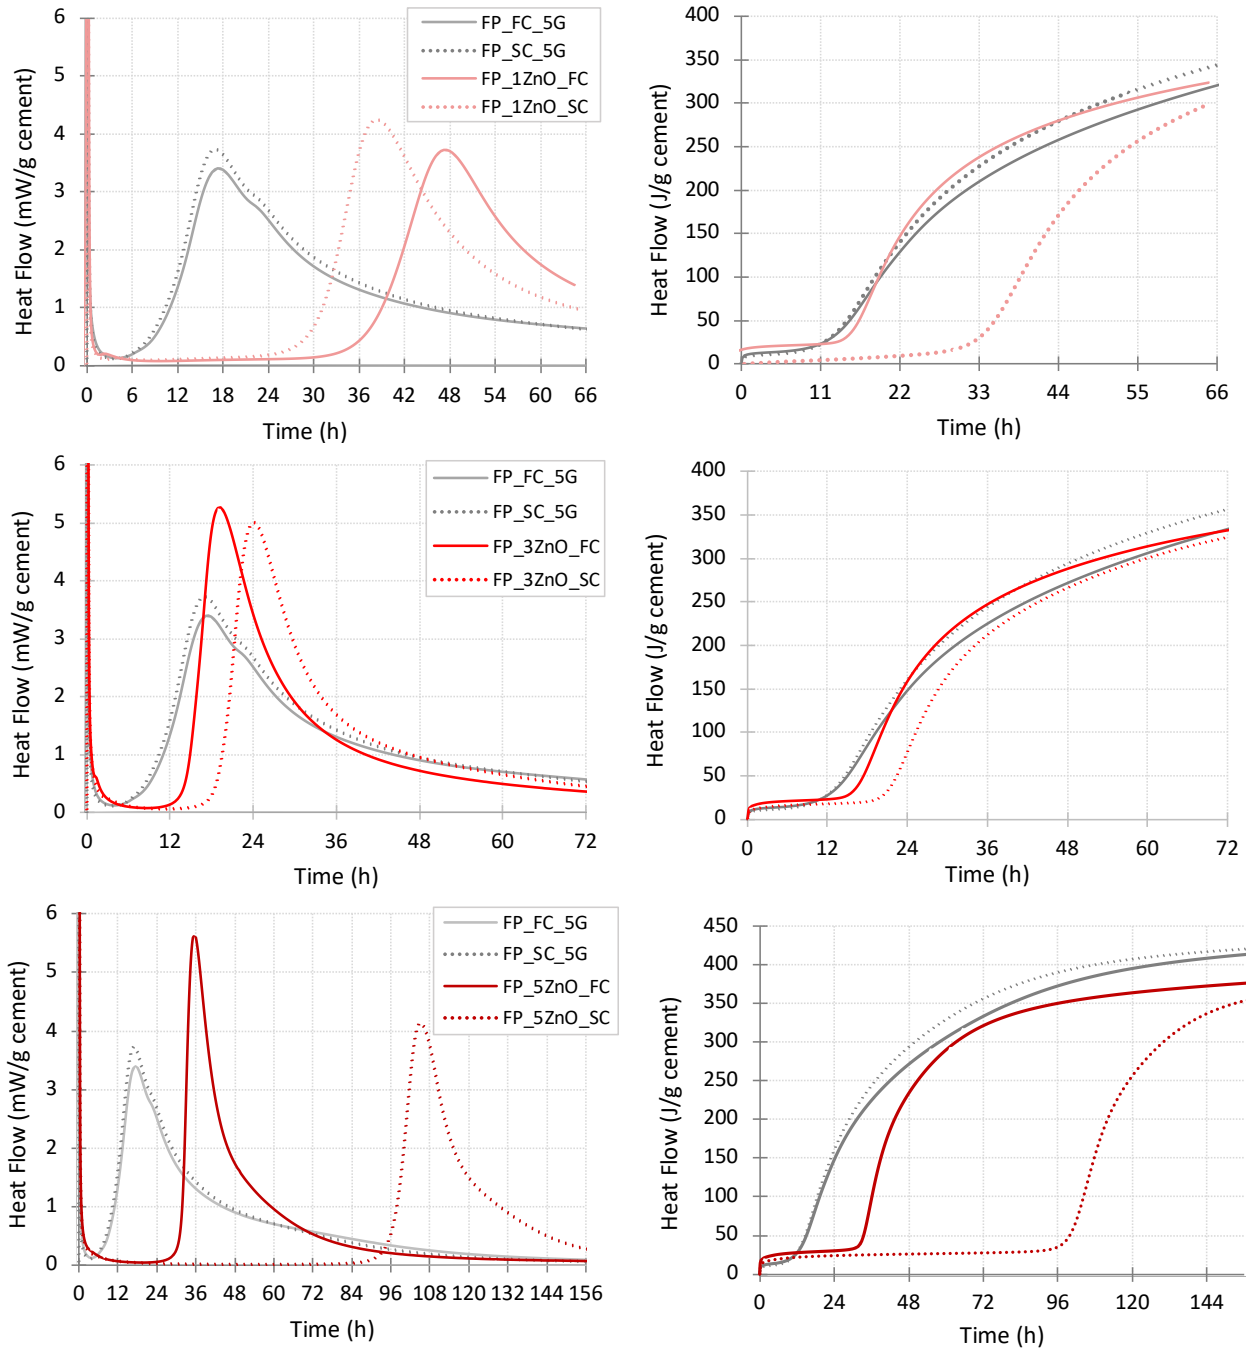 FP_FC_5G
FP_SC_5G
FP_1ZnO_FC
FP_1ZnO_SC
Heat Flow (mW/g cement)
6
5
4
3
2
1
0
0 6 12 18 24 30 36 42 48 54 60 66
Time (h)
Heat Flow (J/g cement)
400
350
300
250
200
150
100
50
0
0 11 22 33 44 55 66
Time (h)
FP_FC_5G
FP_SC_5G
FP_3ZnO_FC
FP_3ZnO_SC
Heat Flow (mW/g cement)
6
5
4
3
2
1
0
0 12 24 36 48 60 72
Time (h)
Heat Flow (J/g cement)
400
350
300
250
200
150
100
50
0
0 12 24 36 48 60 72
Time (h)
FP_FC_5G
FP_SC_5G
FP_5ZnO_FC
FP_5ZnO_SC
Heat Flow (mW/g cement)
6
5
4
3
2
1
0
0 12 24 36 48 60 72 84 96 108 120 132 144 156
Time (h)
Heat Flow (J/g cement)
450
400
350
300
250
200
150
100
50
0
0 24 48 72 96 120 144
Time (h)